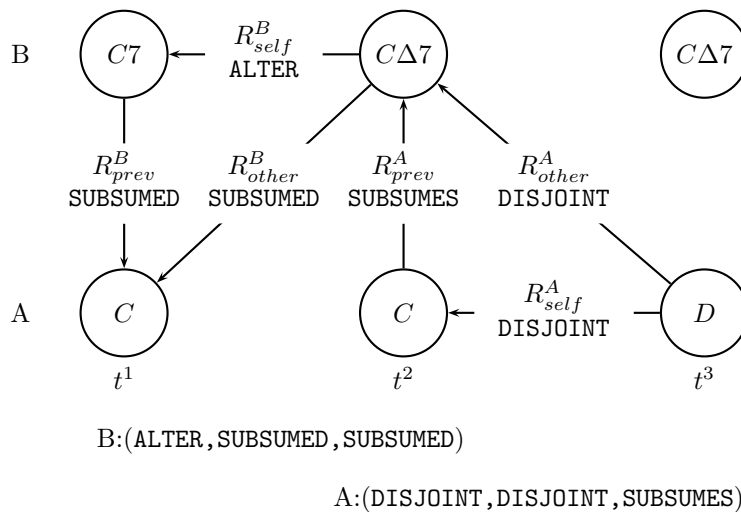 B C7 R^B_self ALTER CΔ7 CΔ7
R^B_prev SUBSUMED R^B_other SUBSUMED R^A_prev SUBSUMES R^A_other DISJOINT
A C C R^A_self DISJOINT D
t^1 t^2 t^3
B:(ALTER,SUBSUMED,SUBSUMED)
A:(DISJOINT,DISJOINT,SUBSUMES)